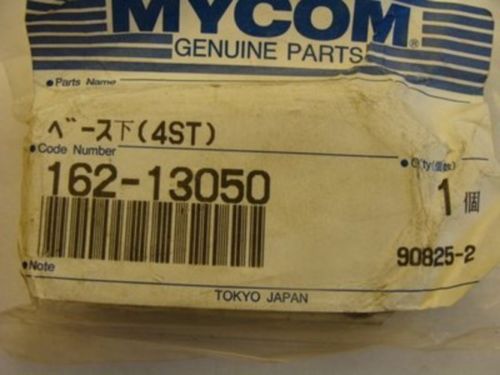 MYCOM®
GENUINE PARTS
Parts Name
ベース下(4ST)
Code Number
Q'ty(個数)
162-13050
1個
90825-2
Note
TOKYO JAPAN